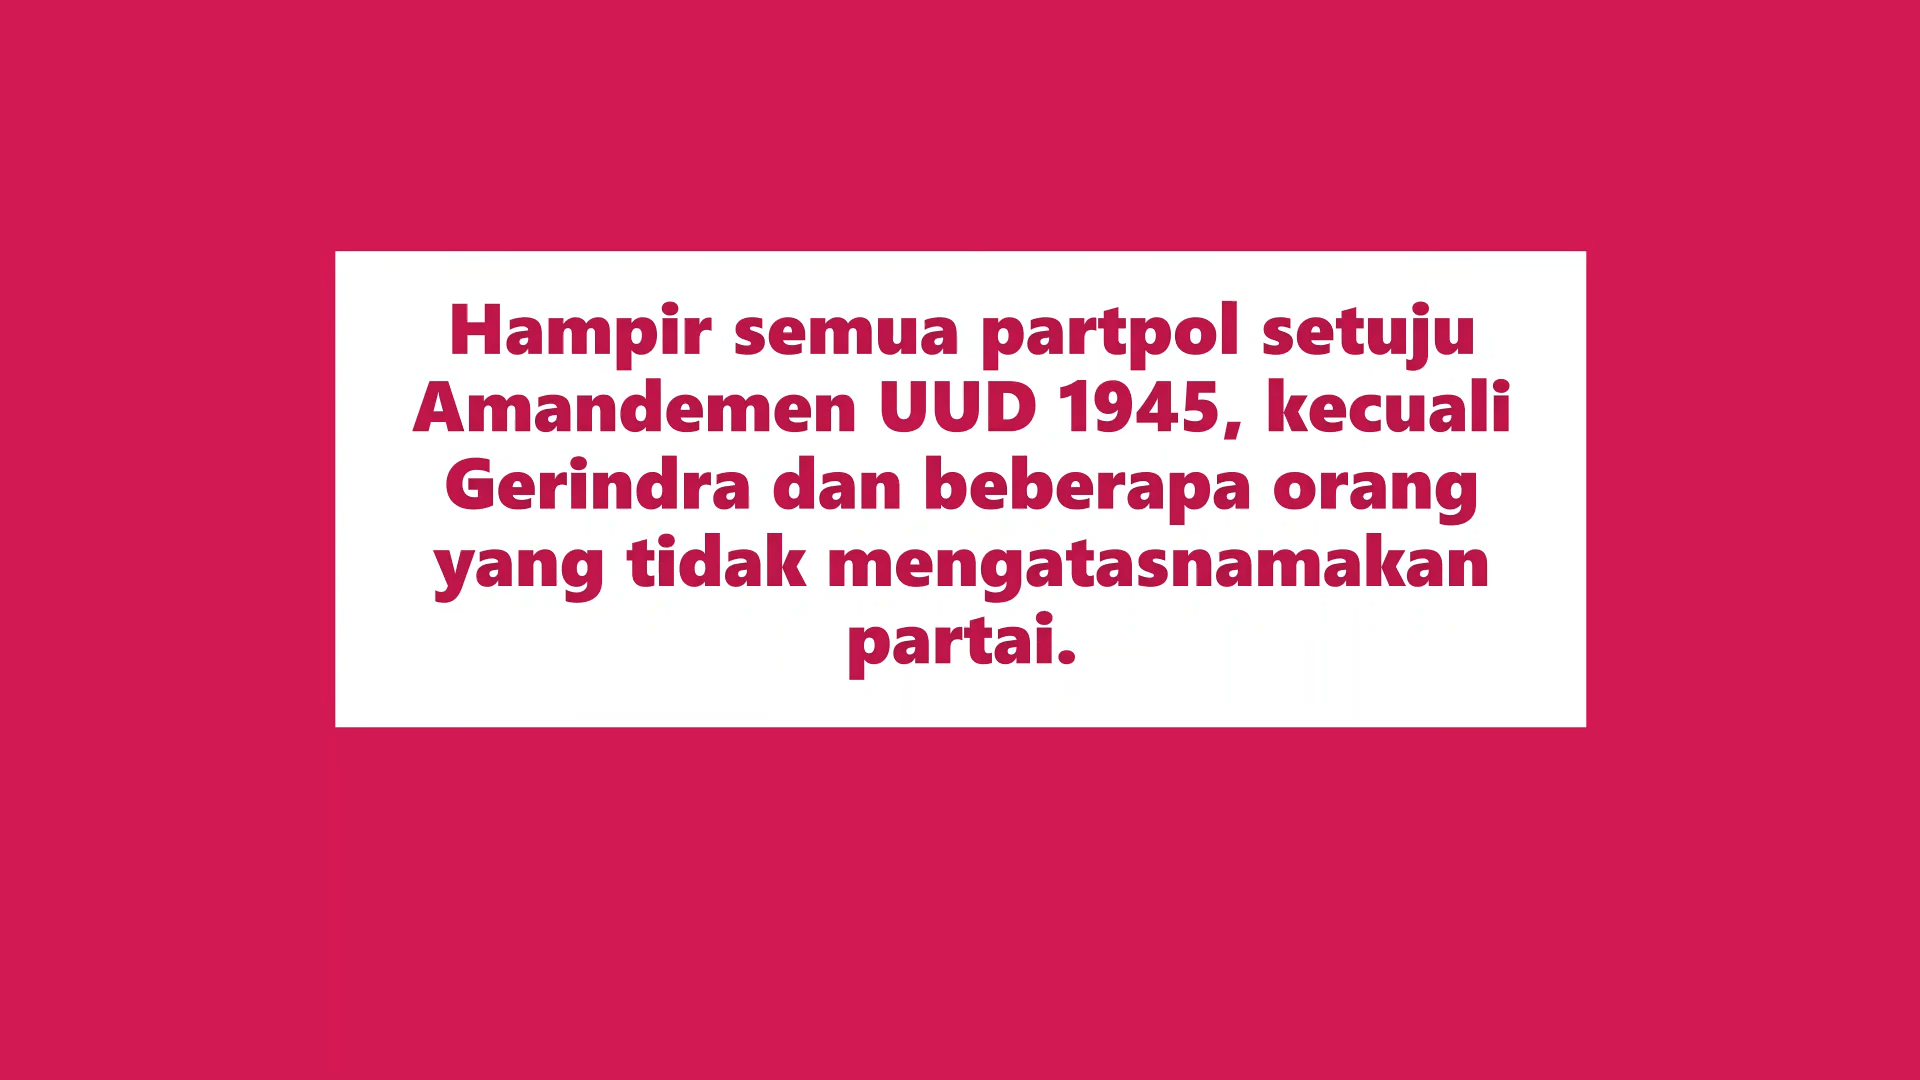 Hampir semua partpol setuju
Amandemen UUD 1945, kecuali
Gerindra dan beberapa orang
yang tidak mengatasnamakan
partai.